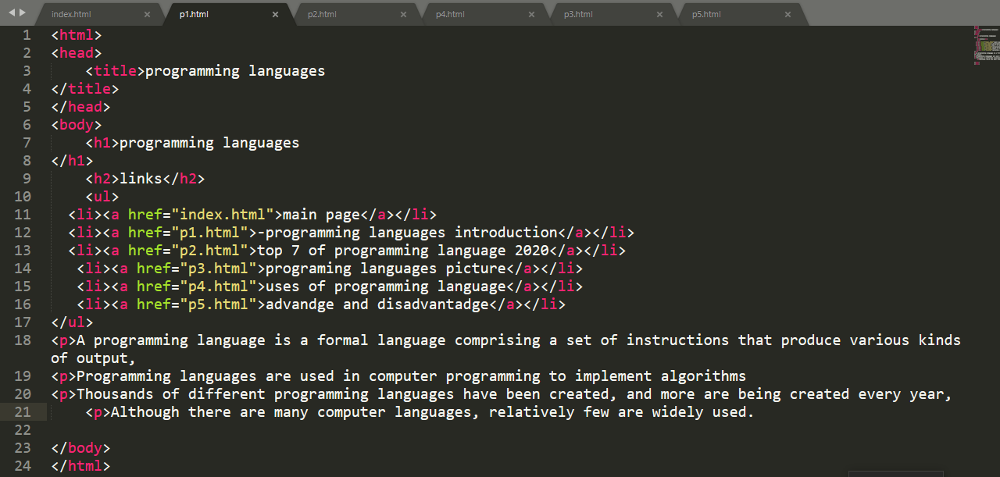 index.html × p1.html × p2.html × p4.html × p3.html × p5.html ×
1 <html>
2 <head>
3 <title>programming languages
4 </title>
5 </head>
6 <body>
7 <h1>programming languages
8 </h1>
9 <h2>links</h2>
10 <ul>
11 <li><a href="index.html">main page</a></li>
12 <li><a href="p1.html">-programming languages introduction</a></li>
13 <li><a href="p2.html">top 7 of programming language 2020</a></li>
14 <li><a href="p3.html">programing languages picture</a></li>
15 <li><a href="p4.html">uses of programming language</a></li>
16 <li><a href="p5.html">advandge and disadvantadge</a></li>
17 </ul>
18 <p>A programming language is a formal language comprising a set of instructions that produce various kinds
of output,
19 <p>Programming languages are used in computer programming to implement algorithms
20 <p>Thousands of different programming languages have been created, and more are being created every year,
21 <p>Although there are many computer languages, relatively few are widely used.
22
23 </body>
24 </html>